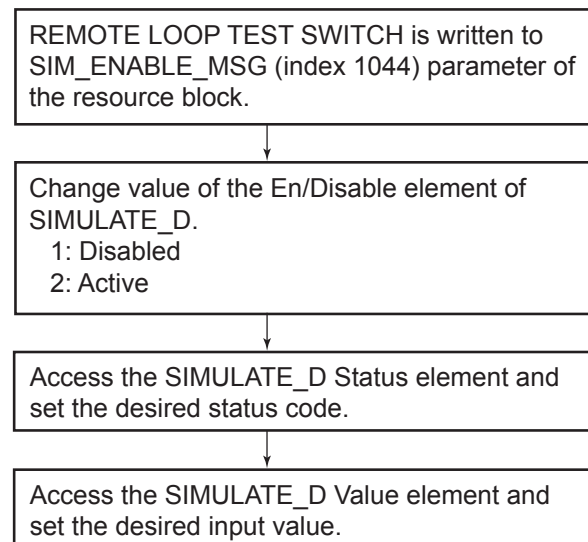 REMOTE LOOP TEST SWITCH is written to
SIM_ENABLE_MSG (index 1044) parameter of
the resource block.
Change value of the En/Disable element of
SIMULATE_D.
1: Disabled
2: Active
Access the SIMULATE_D Status element and
set the desired status code.
Access the SIMULATE_D Value element and
set the desired input value.